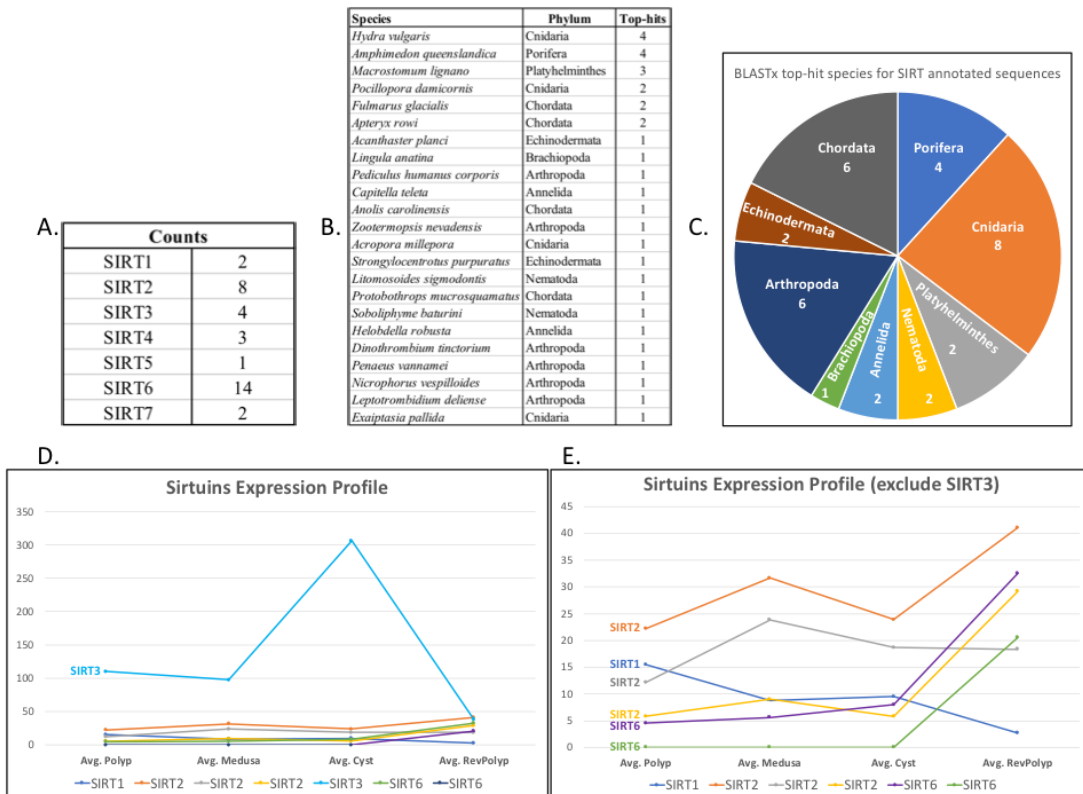 A.
Counts
SIRT1 2
SIRT2 8
SIRT3 4
SIRT4 3
SIRT5 1
SIRT6 14
SIRT7 2
B.
Species Phylum Top-hits
Hydra vulgaris Cnidaria 4
Amphimedon queenslandica Porifera 4
Macrostomum lignano Platyhelminthes 3
Pocillopora damicornis Cnidaria 2
Fulmarus glacialis Chordata 2
Apteryx rowi Chordata 2
Acanthaster planci Echinodermata 1
Lingula anatina Brachiopoda 1
Pediculus humanus corporis Arthropoda 1
Capitella teleta Annelida 1
Anolis carolinensis Chordata 1
Zootermopsis nevadensis Arthropoda 1
Acropora millepora Cnidaria 1
Strongylocentrotus purpuratus Echinodermata 1
Litomosoides sigmodontis Nematoda 1
Protobothrops mucrosquamatus Chordata 1
Soboliphyme baturini Nematoda 1
Helobdella robusta Annelida 1
Dinothrombium tinctorium Arthropoda 1
Penaeus vannamei Arthropoda 1
Nicrophorus vespilloides Arthropoda 1
Leptotrombidium deliense Arthropoda 1
Exaiptasia pallida Cnidaria 1
C.
BLASTx top-hit species for SIRT annotated sequences
Porifera
4
Cnidaria
8
Platyhelminthes
2
Nematoda
2
Annelida
2
Brachiopoda
1
Arthropoda
6
Echinodermata
2
Chordata
6
D.
Sirtuins Expression Profile
350
300
250
200
150
100
50
0
SIRT3
Avg. Polyp Avg. Medusa Avg. Cyst Avg. RevPolyp
SIRT1 SIRT2 SIRT2 SIRT2 SIRT3 SIRT6 SIRT6
E.
Sirtuins Expression Profile (exclude SIRT3)
45
40
35
30
25
20
15
10
5
0
SIRT2
SIRT1
SIRT2
SIRT2
SIRT6
SIRT6
Avg. Polyp Avg. Medusa Avg. Cyst Avg. RevPolyp
SIRT1 SIRT2 SIRT2 SIRT2 SIRT6 SIRT6